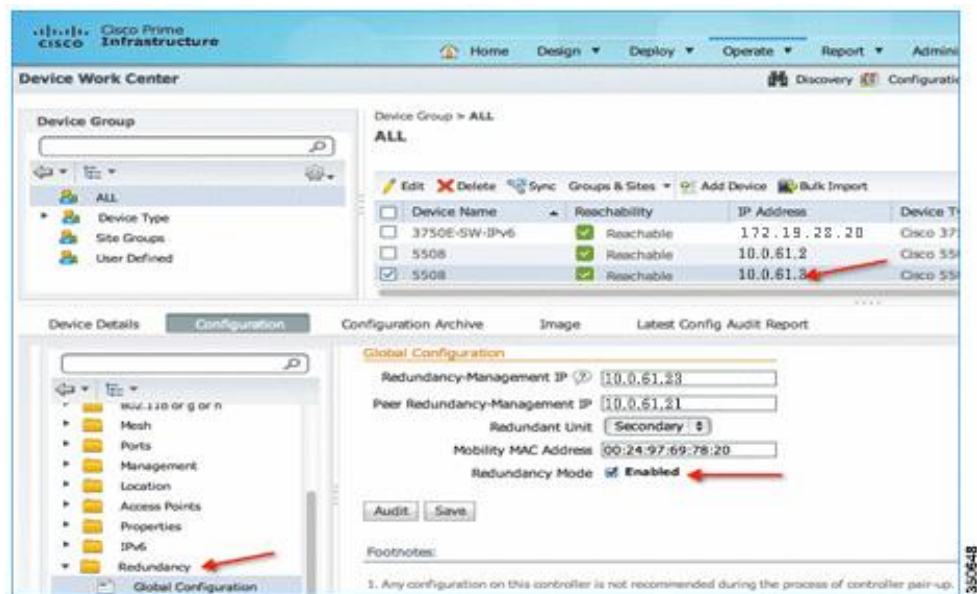 cisco Cisco Prime
Infrastructure
Home Design Deploy Operate Report Admini
Device Work Center
Discovery Configuratio
Device Group
ALL
Device Type
Site Groups
User Defined
Device Group > ALL
ALL
Edit Delete Sync Groups & Sites Add Device Bulk Import
Device Name Reachability IP Address Device T
3750E-SW-IPv6 Reachable 172.19.28.20 Cisco 37
5508 Reachable 10.0.61.2 Cisco 55
5508 Reachable 10.0.61.3 Cisco 55
Device Details Configuration Configuration Archive Image Latest Config Audit Report
802.11b or g or n
Mesh
Ports
Management
Location
Access Points
Properties
IPv6
Redundancy
Global Configuration
Global Configuration
Redundancy-Management IP (?) 10.0.61.23
Peer Redundancy-Management IP 10.0.61.21
Redundant Unit Secondary
Mobility MAC Address 00:24:97:69:78:20
Redundancy Mode Enabled
Audit Save
Footnotes:
1. Any configuration on this controller is not recommended during the process of controller pair-up.